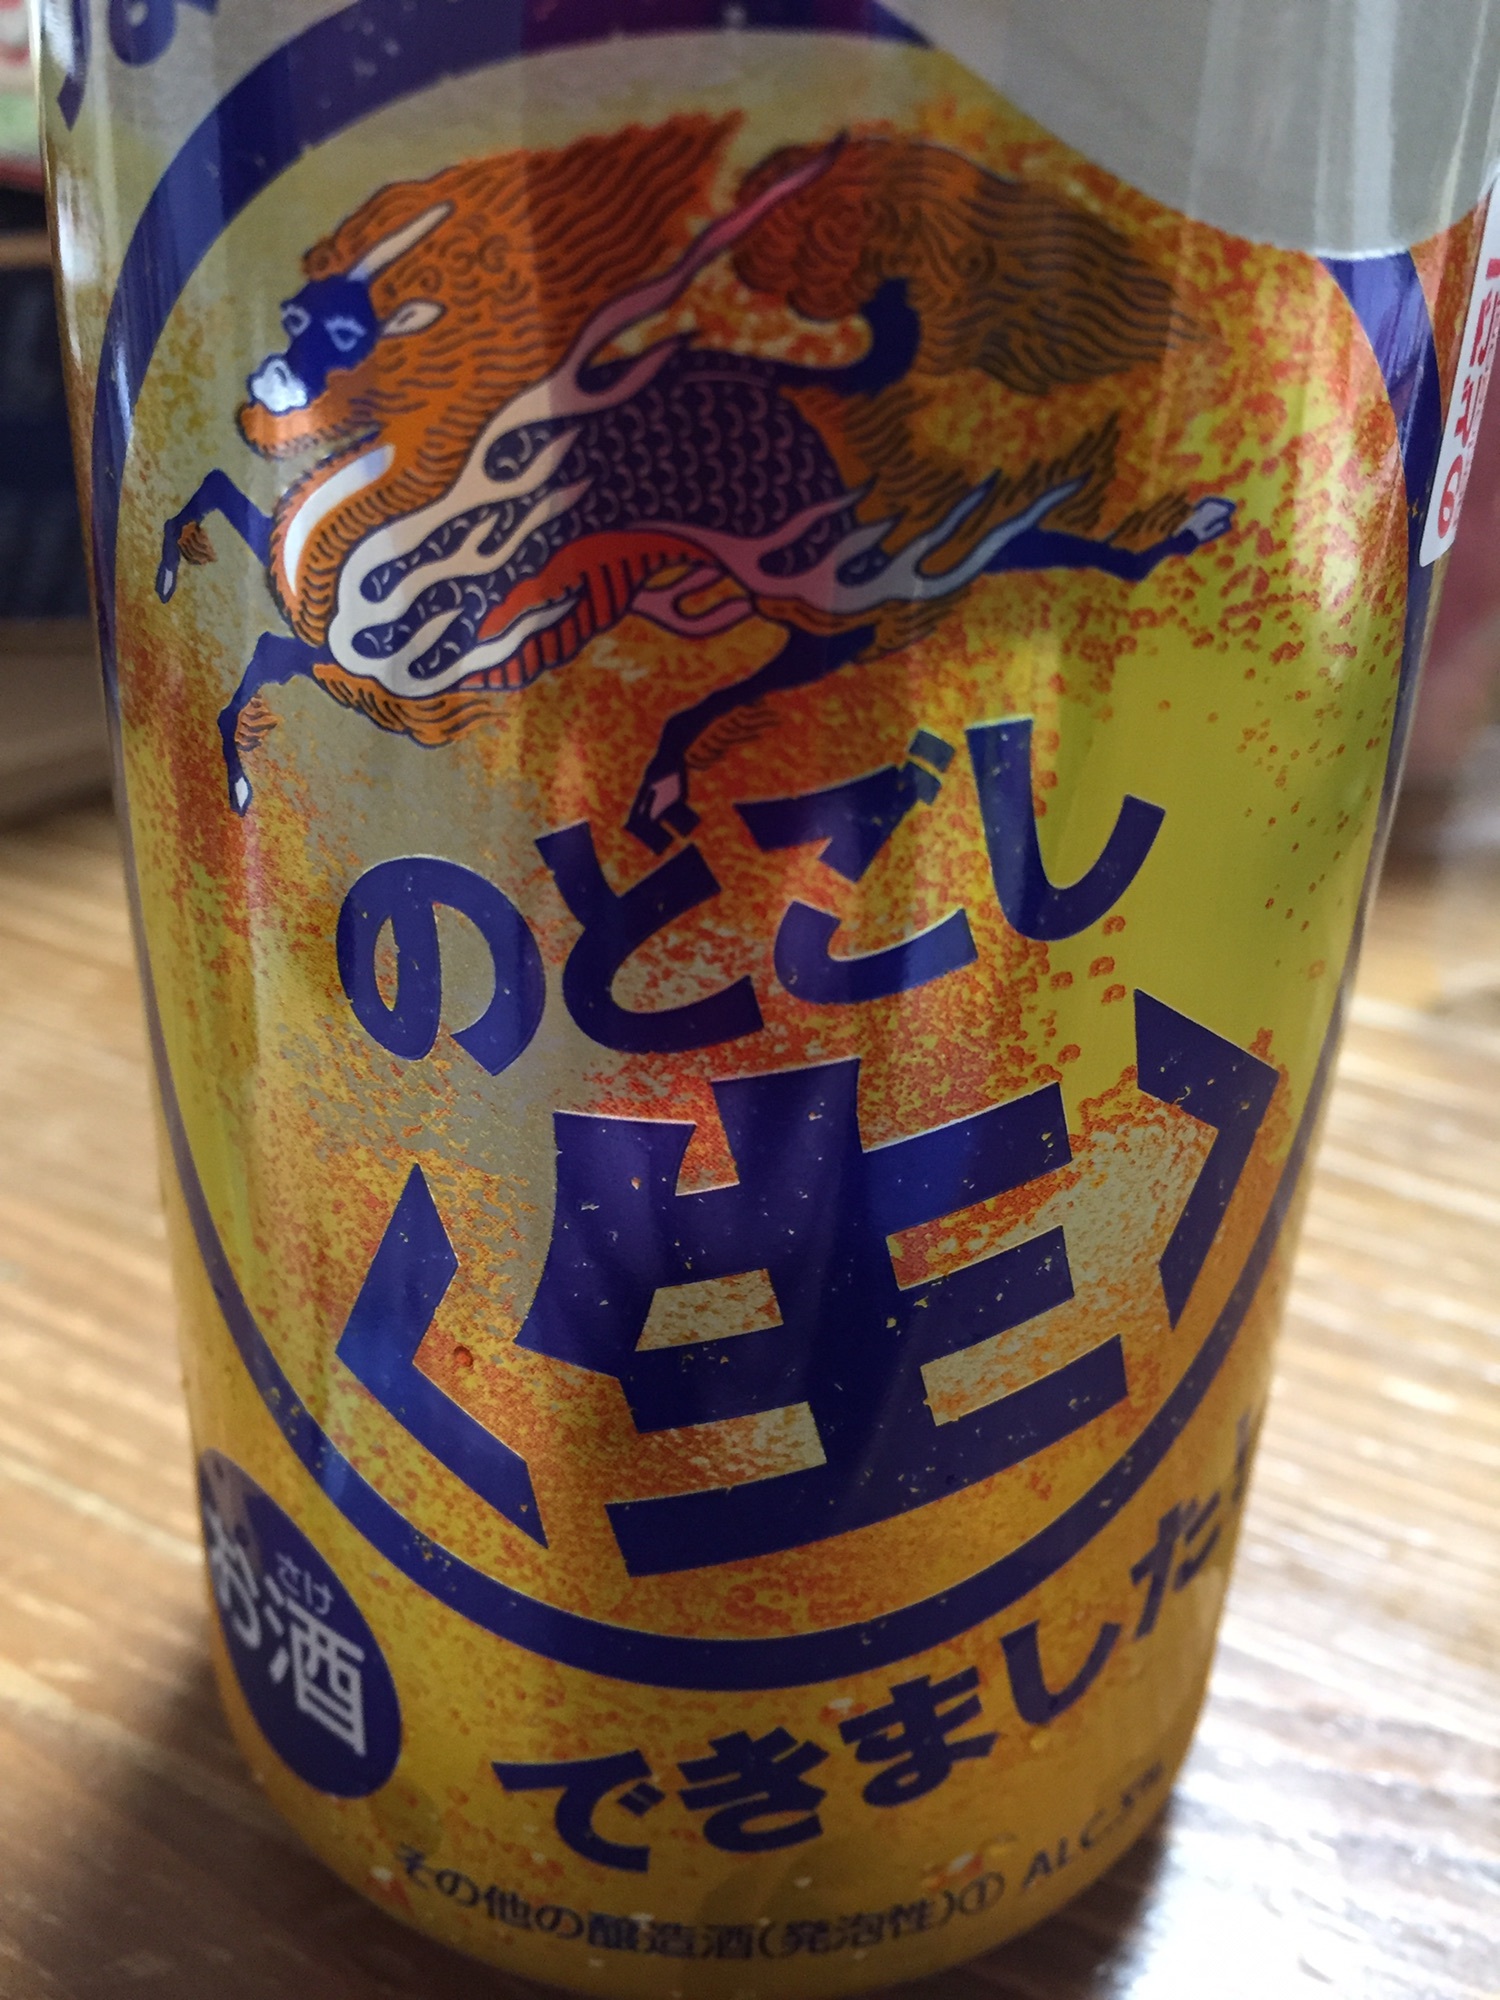 のどごし
〈生〉
お酒
さけ
できました
その他の醸造酒(発泡性)① ALC.5%